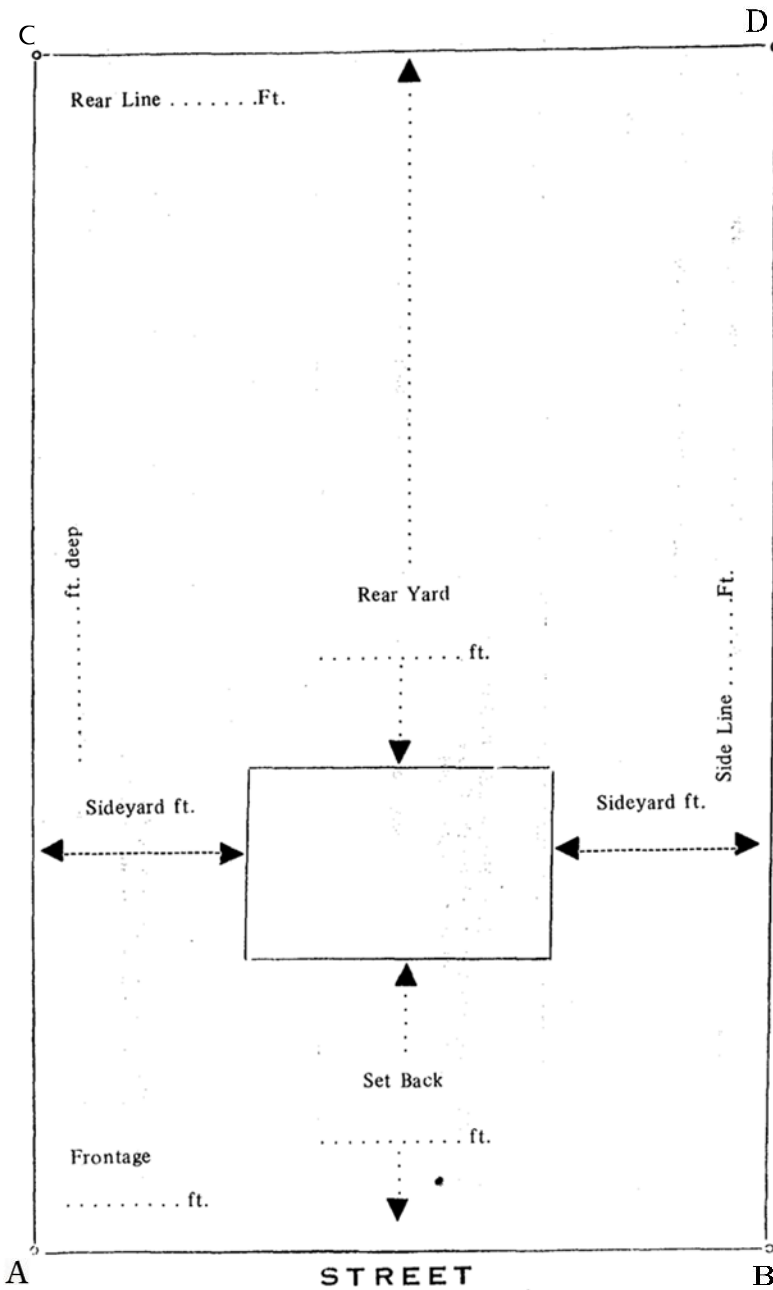 C
D
Rear Line . . . . . . .Ft.
. . . . . . . . . . . . . ft. deep
Rear Yard
. . . . . . . . . . . ft.
Side Line . . . . . .Ft.
Sideyard ft.
Sideyard ft.
Set Back
. . . . . . . . . . . ft.
Frontage
. . . . . . . . . ft.
A
STREET
B